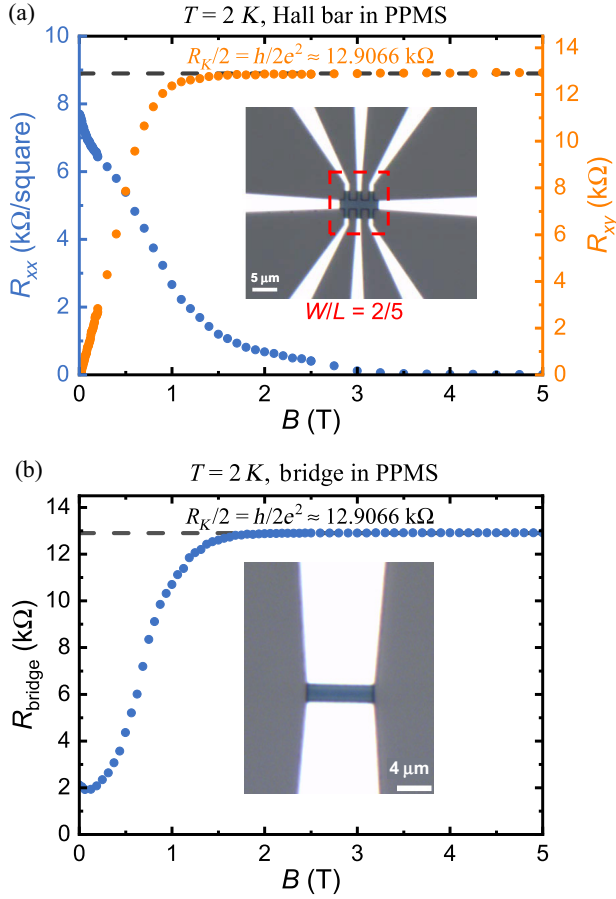 (a)
T = 2 K, Hall bar in PPMS
R_K/2 = h/2e² ≈ 12.9066 kΩ
10
8
6
4
2
0
R_xx (kΩ/square)
14
12
10
8
6
4
2
0
R_xy (kΩ)
5 μm
W/L = 2/5
0 1 2 3 4 5
B (T)
(b)
T = 2 K, bridge in PPMS
R_K/2 = h/2e² ≈ 12.9066 kΩ
14
12
10
8
6
4
2
0
R_bridge (kΩ)
4 μm
0 1 2 3 4 5
B (T)